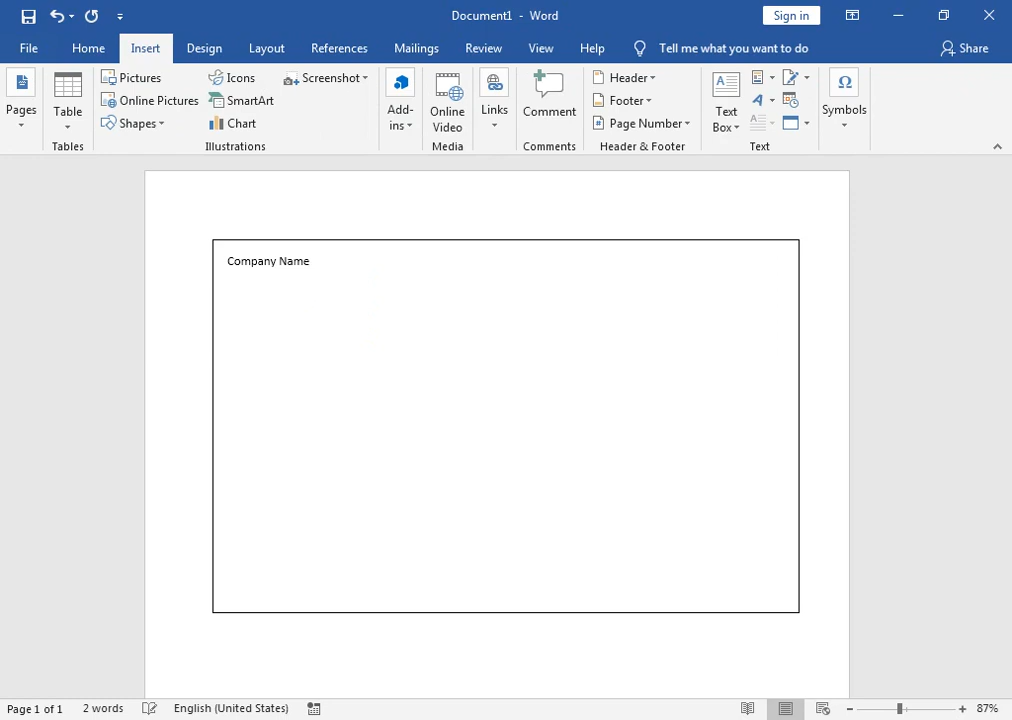 Document1 - Word
Sign in
File Home Insert Design Layout References Mailings Review View Help Tell me what you want to do Share
Pages
Table
Tables
Pictures
Online Pictures
Shapes
Icons
SmartArt
Chart
Screenshot
Illustrations
Add-
ins
Online
Video
Media
Links
Comment
Comments
Header
Footer
Page Number
Header & Footer
Text
Box
Text
Symbols
Company Name
Page 1 of 1 2 words English (United States) 87%